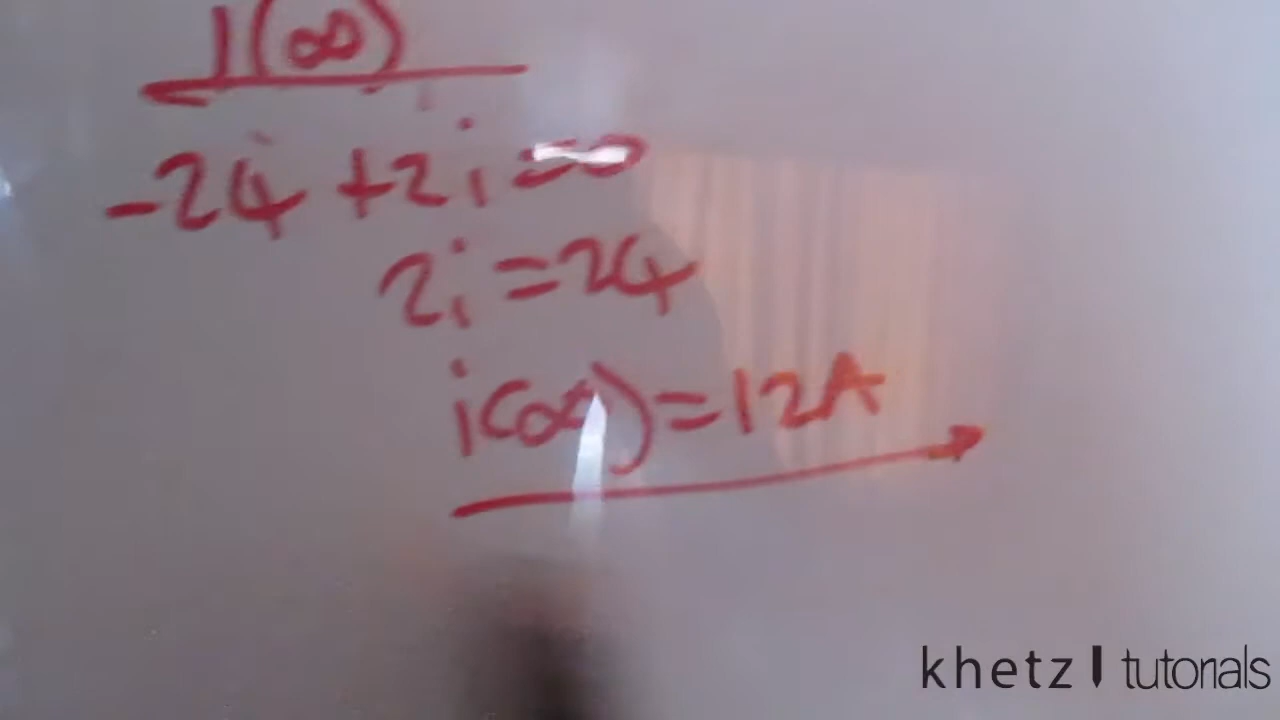 i(∞)
-24 +2i =0
2i =24
i(∞) =12A
khetz tutorials